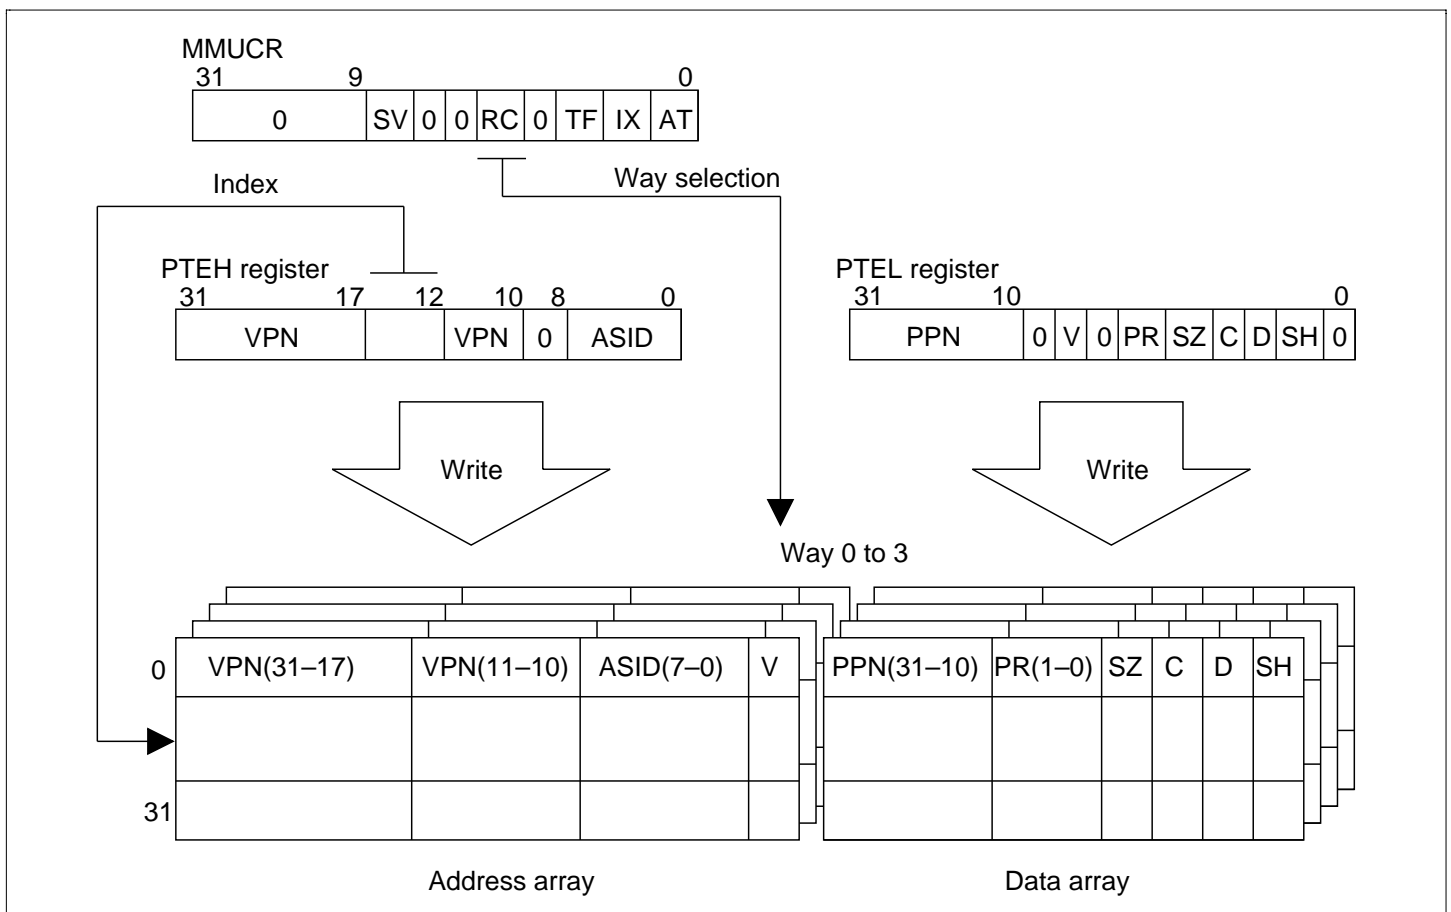 MMUCR
31 9 0
0 SV 0 0 RC 0 TF IX AT
Index
Way selection
PTEH register
31 17 12 10 8 0
VPN VPN 0 ASID
PTEL register
31 10 0
PPN 0 V 0 PR SZ C D SH 0
Write
Write
Way 0 to 3
0 VPN(31–17) VPN(11–10) ASID(7–0) V PPN(31–10) PR(1–0) SZ C D SH
31
Address array
Data array